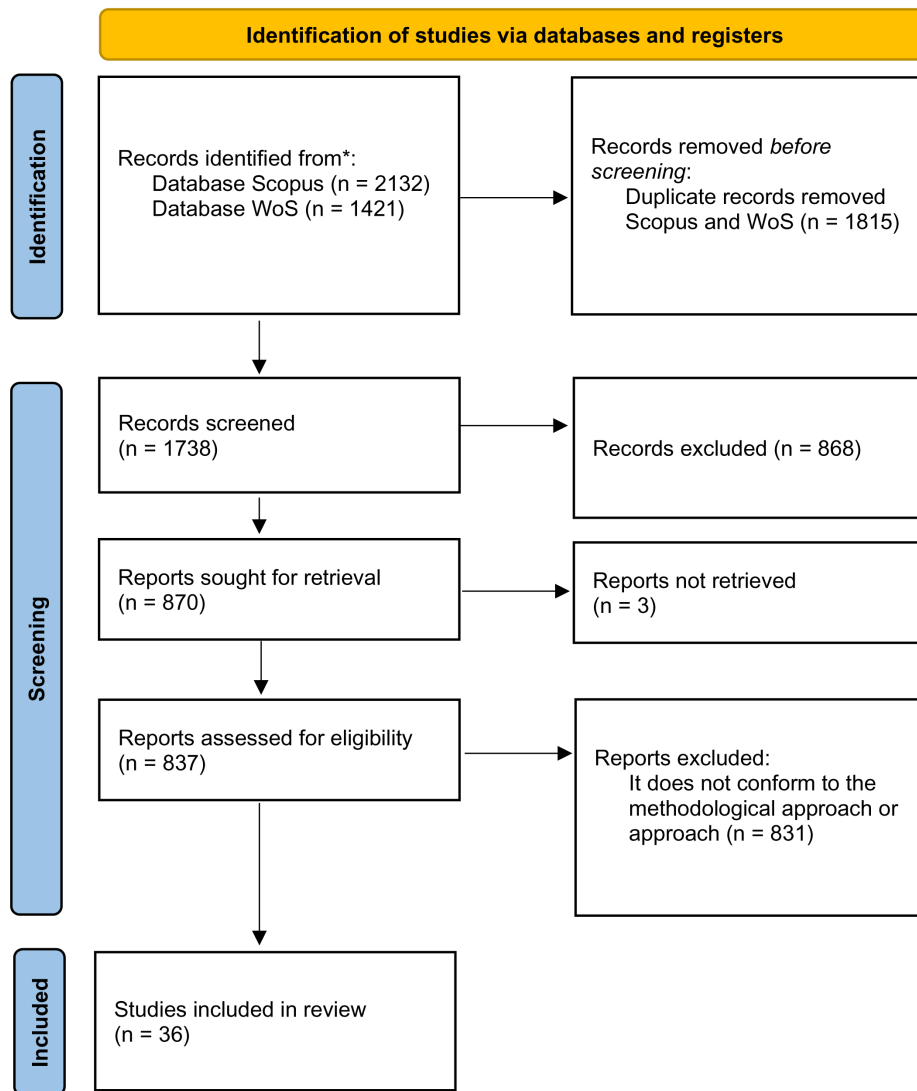 Identification of studies via databases and registers
Identification
Records identified from*:
Database Scopus (n = 2132)
Database WoS (n = 1421)
Records removed before
screening:
Duplicate records removed
Scopus and WoS (n = 1815)
Screening
Records screened
(n = 1738)
Records excluded (n = 868)
Reports sought for retrieval
(n = 870)
Reports not retrieved
(n = 3)
Reports assessed for eligibility
(n = 837)
Reports excluded:
It does not conform to the
methodological approach or
approach (n = 831)
Included
Studies included in review
(n = 36)